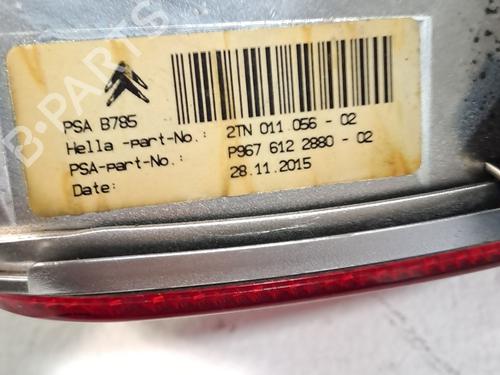 PSA B785
Hella -part-No.: 2TN 011 056 - 02
PSA-part-No.: P967 612 2880 - 02
Date: 28.11.2015
B-PARTS